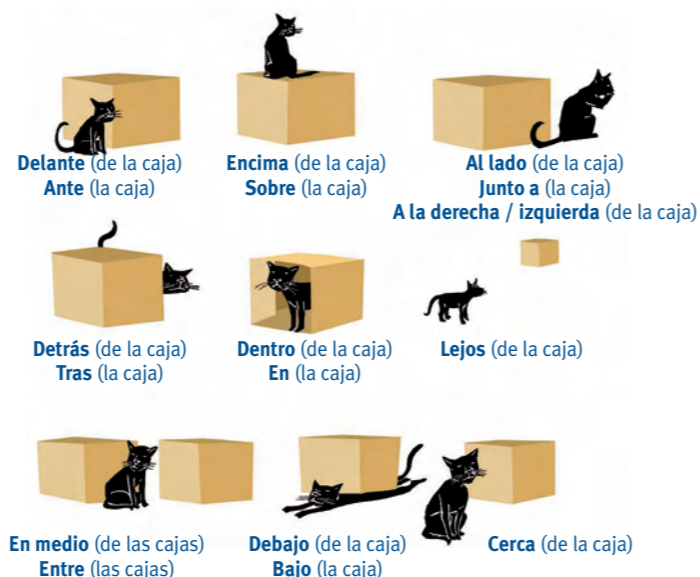 Delante (de la caja)
Ante (la caja)
Encima (de la caja)
Sobre (la caja)
Al lado (de la caja)
Junto a (la caja)
A la derecha / izquierda (de la caja)
Detrás (de la caja)
Tras (la caja)
Dentro (de la caja)
En (la caja)
Lejos (de la caja)
En medio (de las cajas)
Entre (las cajas)
Debajo (de la caja)
Bajo (la caja)
Cerca (de la caja)